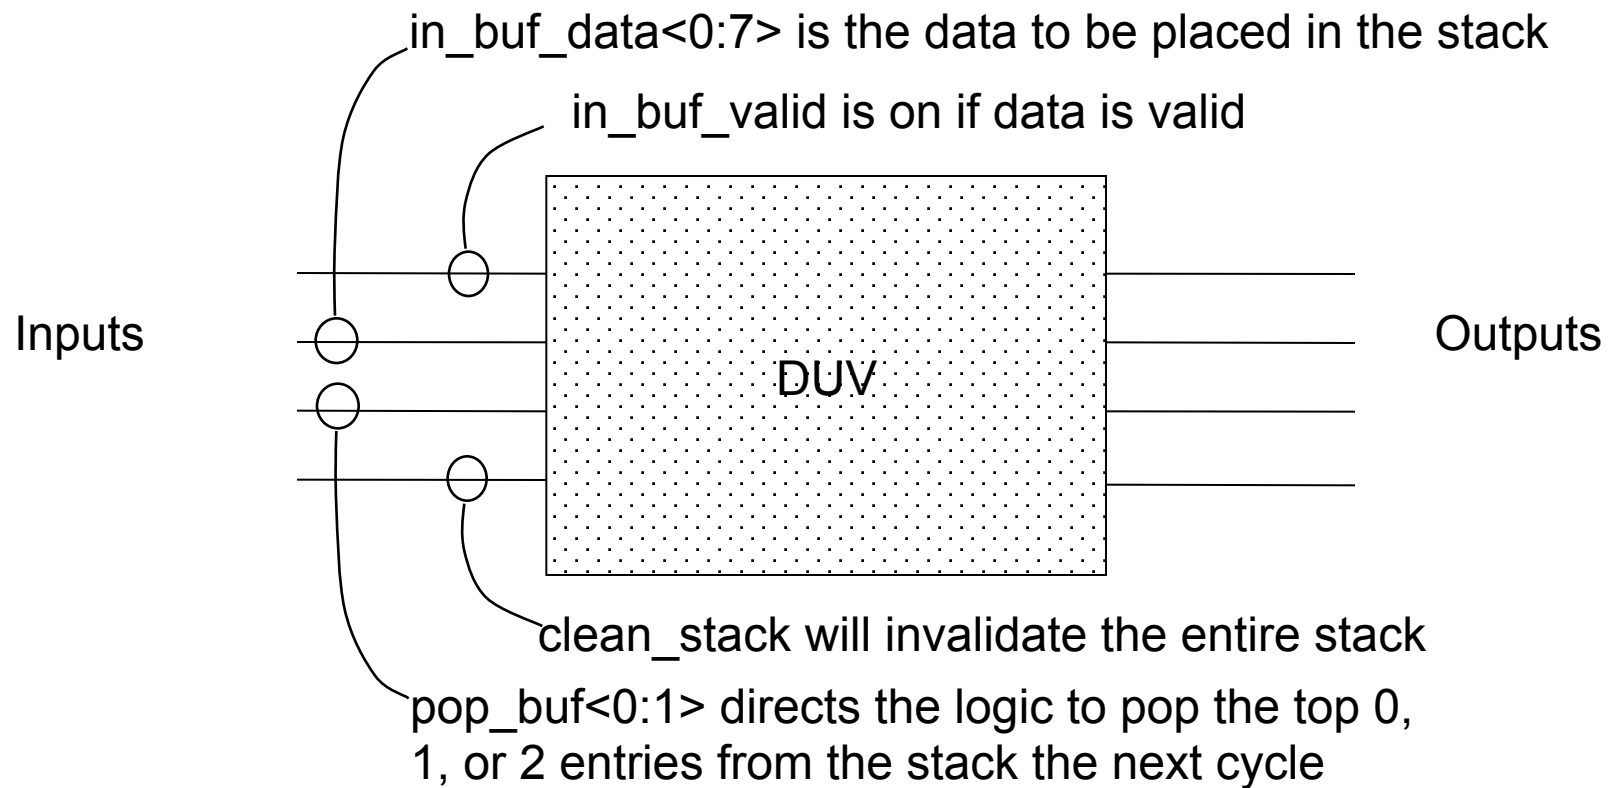 in_buf_data<0:7> is the data to be placed in the stack
in_buf_valid is on if data is valid
Inputs
DUV
Outputs
clean_stack will invalidate the entire stack
pop_buf<0:1> directs the logic to pop the top 0,
1, or 2 entries from the stack the next cycle